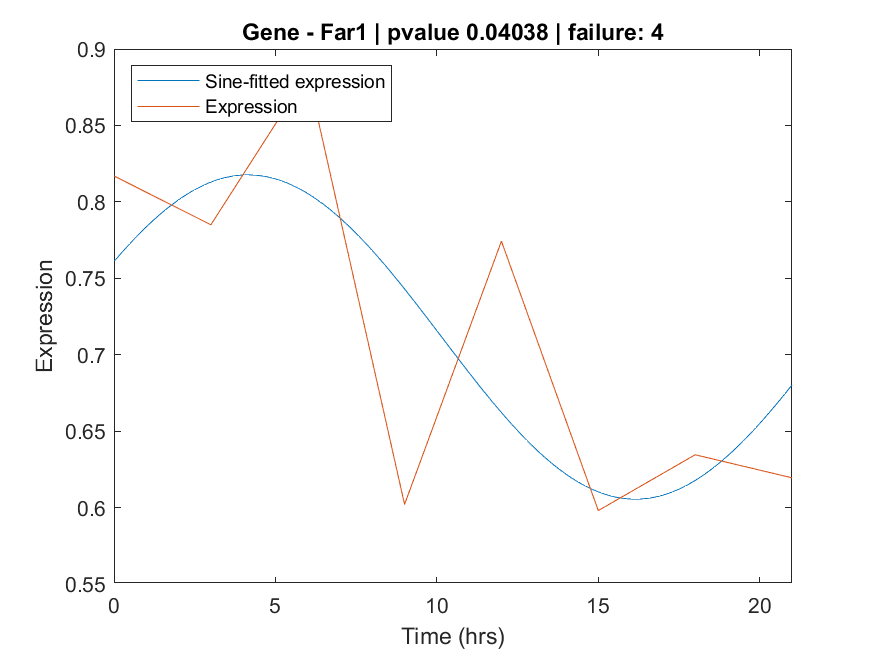 Gene - Far1 | pvalue 0.04038 | failure: 4
Sine-fitted expression
Expression
0.9
0.85
0.8
0.75
0.7
0.65
0.6
0.55
Expression
0 5 10 15 20
Time (hrs)